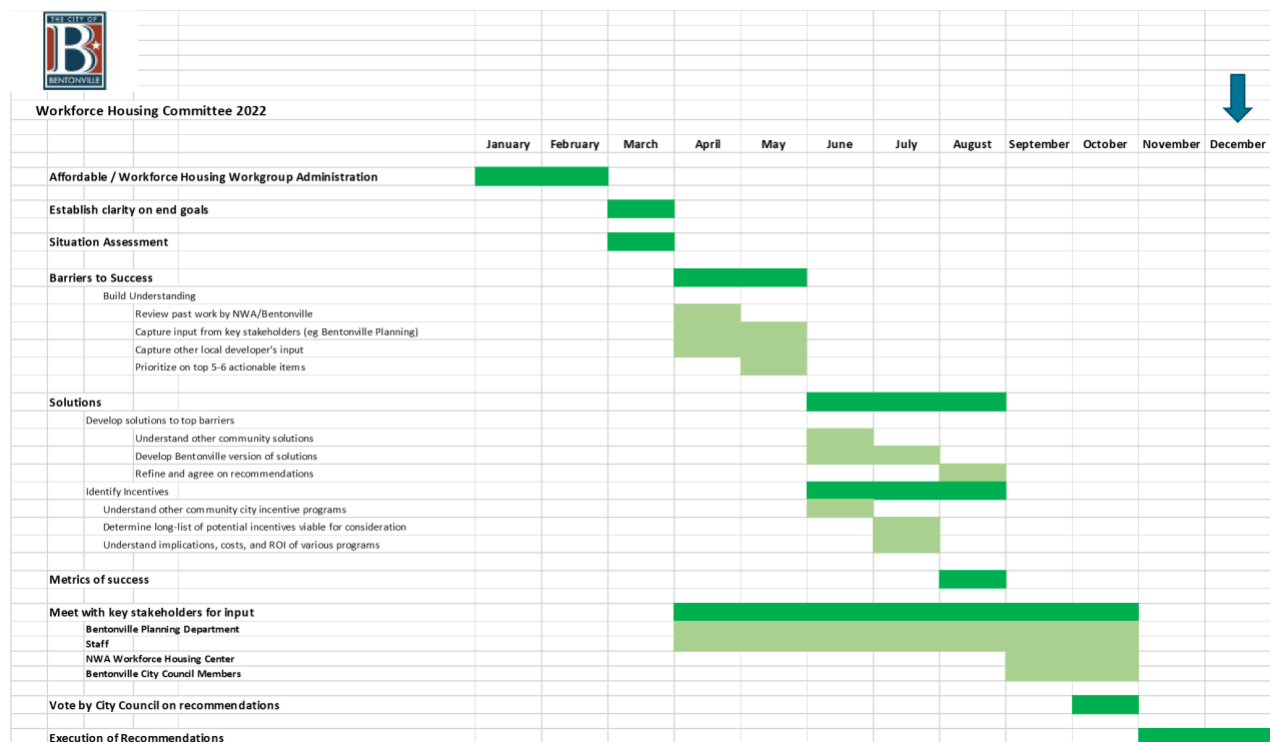 THE CITY OF
B
BENTONVILLE
Workforce Housing Committee 2022
January February March April May June July August September October November December
Affordable / Workforce Housing Workgroup Administration
Establish clarity on end goals
Situation Assessment
Barriers to Success
Build Understanding
Review past work by NWA/Bentonville
Capture input from key stakeholders (eg Bentonville Planning)
Capture other local developer's input
Prioritize on top 5-6 actionable items
Solutions
Develop solutions to top barriers
Understand other community solutions
Develop Bentonville version of solutions
Refine and agree on recommendations
Identify Incentives
Understand other community city incentive programs
Determine long-list of potential incentives viable for consideration
Understand implications, costs, and ROI of various programs
Metrics of success
Meet with key stakeholders for input
Bentonville Planning Department
Staff
NWA Workforce Housing Center
Bentonville City Council Members
Vote by City Council on recommendations
Execution of Recommendations